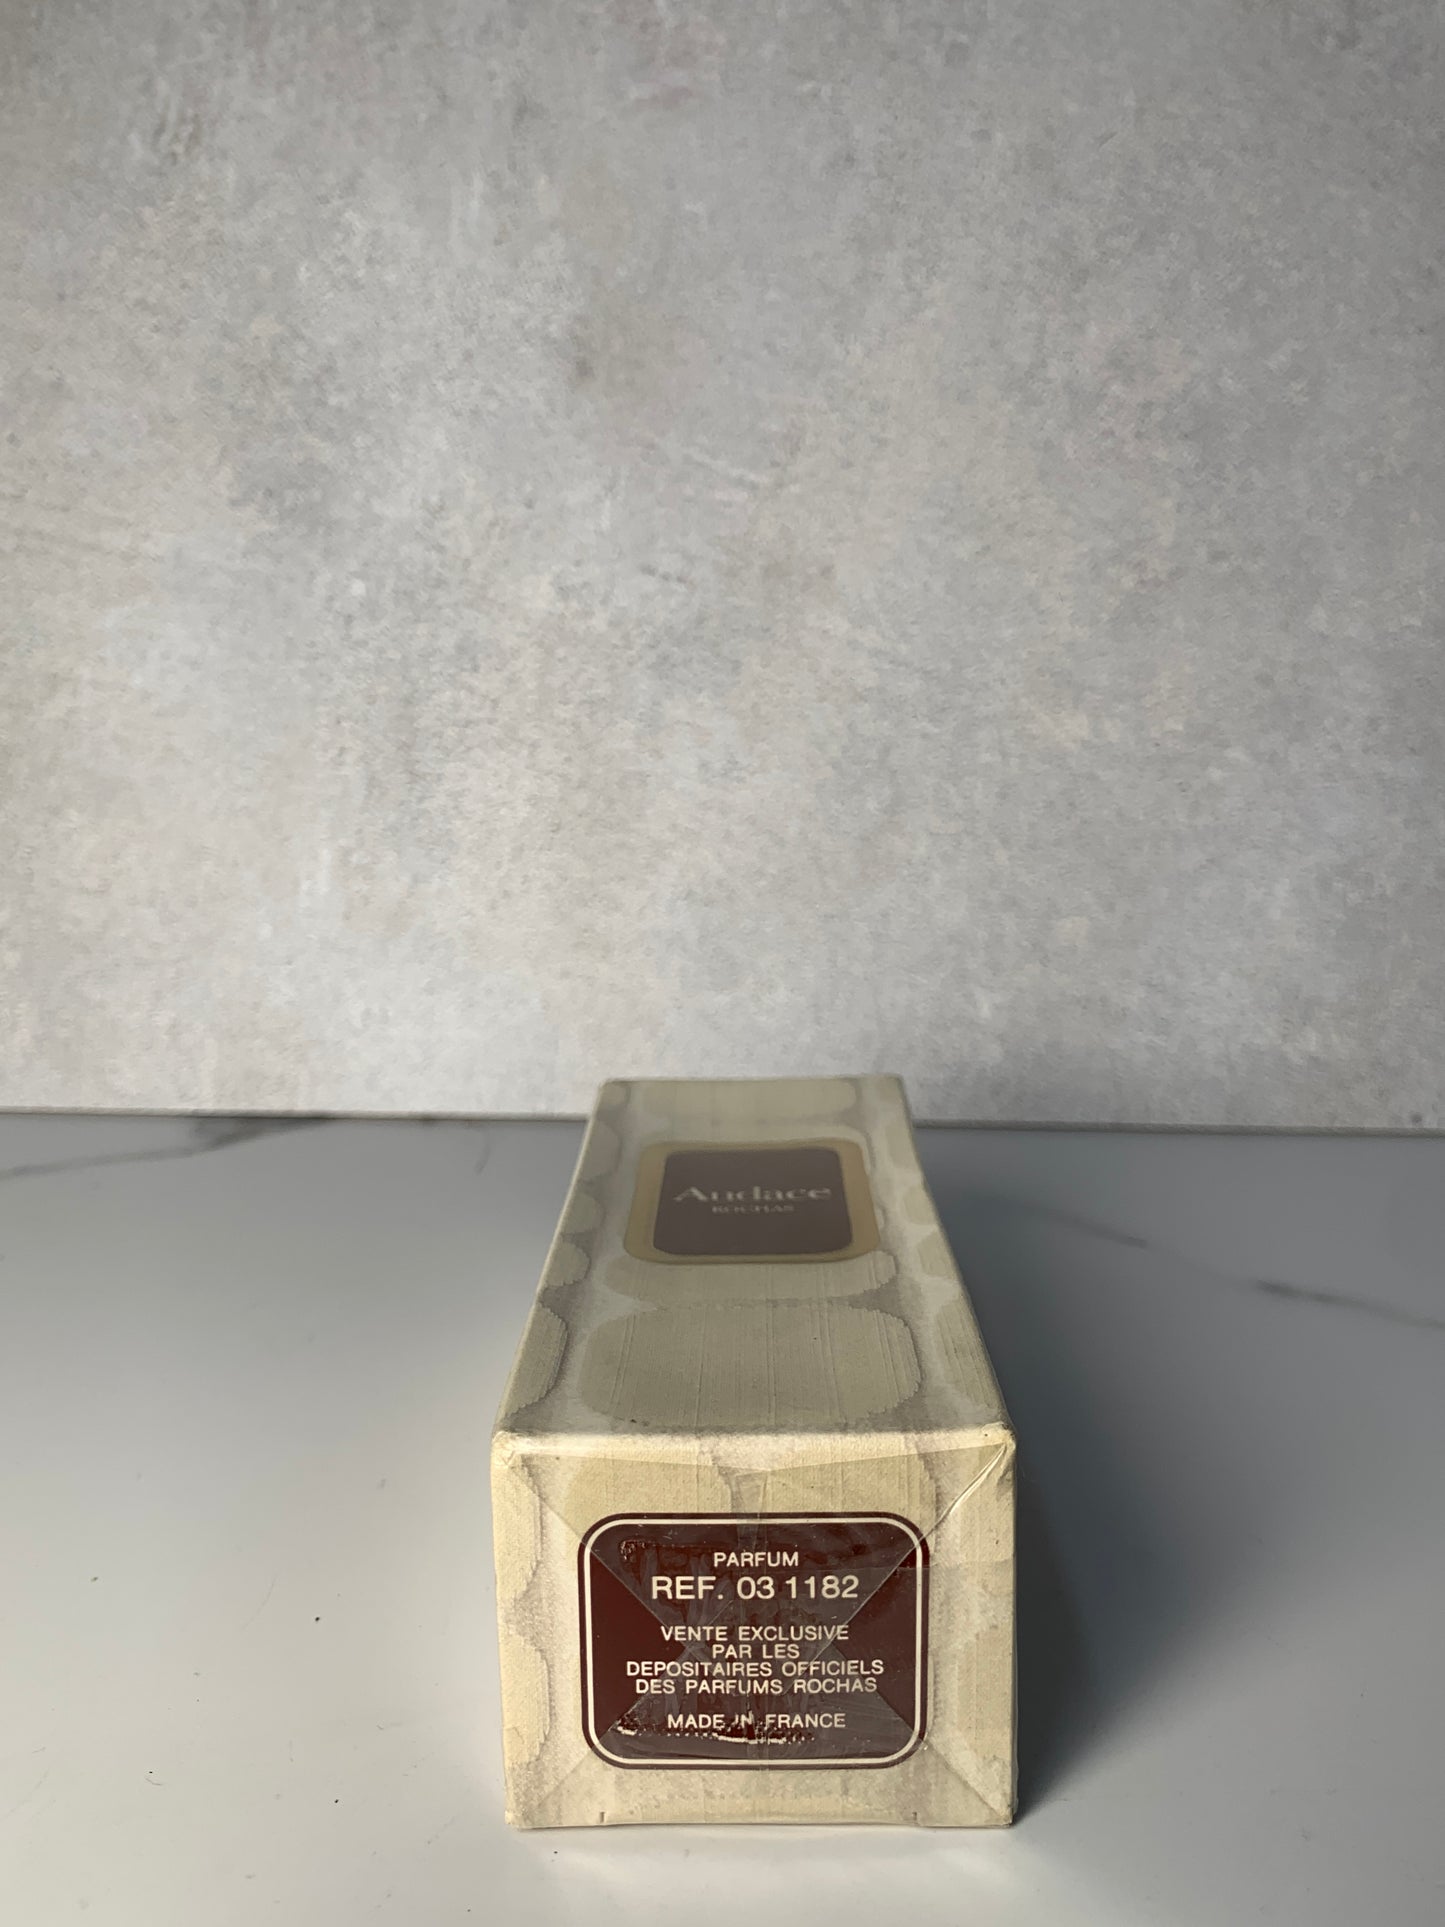 Audace
ROCHAS
PARFUM
REF. 03 1182
VENTE EXCLUSIVE
PAR LES
DEPOSITAIRES OFFICIELS
DES PARFUMS ROCHAS
MADE IN FRANCE